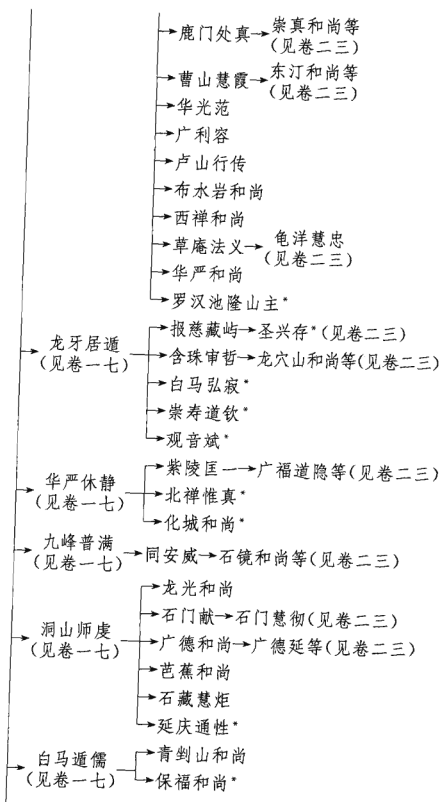 鹿门处真→崇真和尚等
(见卷二三)
曹山慧霞→东汀和尚等
(见卷二三)
华光范
广利容
卢山行传
布水岩和尚
西禅和尚
草庵法义→龟洋慧忠
(见卷二三)
华严和尚
罗汉池隆山主*
龙牙居遁
(见卷一七)
报慈藏屿→圣兴存*(见卷二三)
含珠审哲→龙穴山和尚等(见卷二三)
白马弘寂*
崇寿道钦*
观音斌*
华严休静
(见卷一七)
紫陵匡一→广福道隐等(见卷二三)
北禅惟真*
化城和尚*
九峰普满
(见卷一七)
同安威→石镜和尚等(见卷二三)
洞山师虔
(见卷一七)
龙光和尚
石门献→石门慧彻(见卷二三)
广德和尚→广德延等(见卷二三)
芭蕉和尚
石藏慧炬
延庆通性*
白马遁儒
(见卷一七)
青剉山和尚
保福和尚*